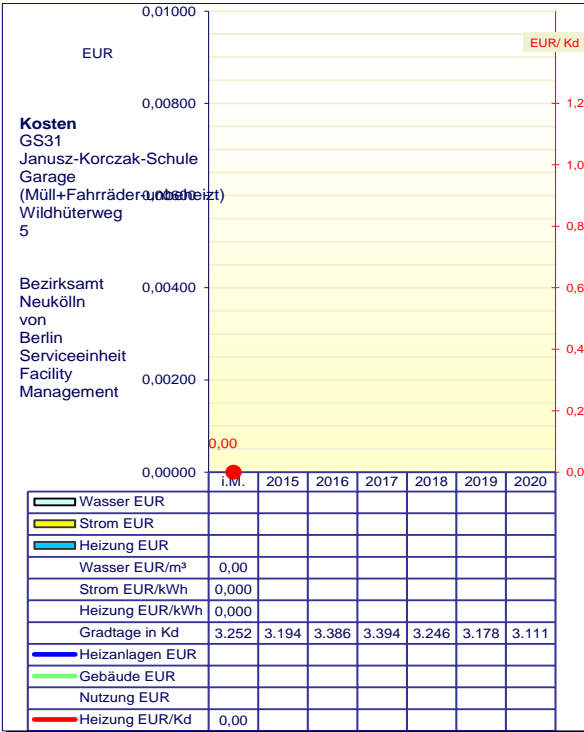 EUR
EUR/ Kd
0,01000
0,00800
0,00600
0,00400
0,00200
0,00000
1,2
1,0
0,8
0,6
0,4
0,2
0,0
Kosten
GS31
Janusz-Korczak-Schule
Garage
(Müll+Fahrräder-unbeheizt)
Wildhüterweg
5
Bezirksamt
Neukölln
von
Berlin
Serviceeinheit
Facility
Management
0,00
i.M. 2015 2016 2017 2018 2019 2020
Wasser EUR
Strom EUR
Heizung EUR
Wasser EUR/m³ 0,00
Strom EUR/kWh 0,000
Heizung EUR/kWh 0,000
Gradtage in Kd 3.252 3.194 3.386 3.394 3.246 3.178 3.111
Heizanlagen EUR
Gebäude EUR
Nutzung EUR
Heizung EUR/Kd 0,00